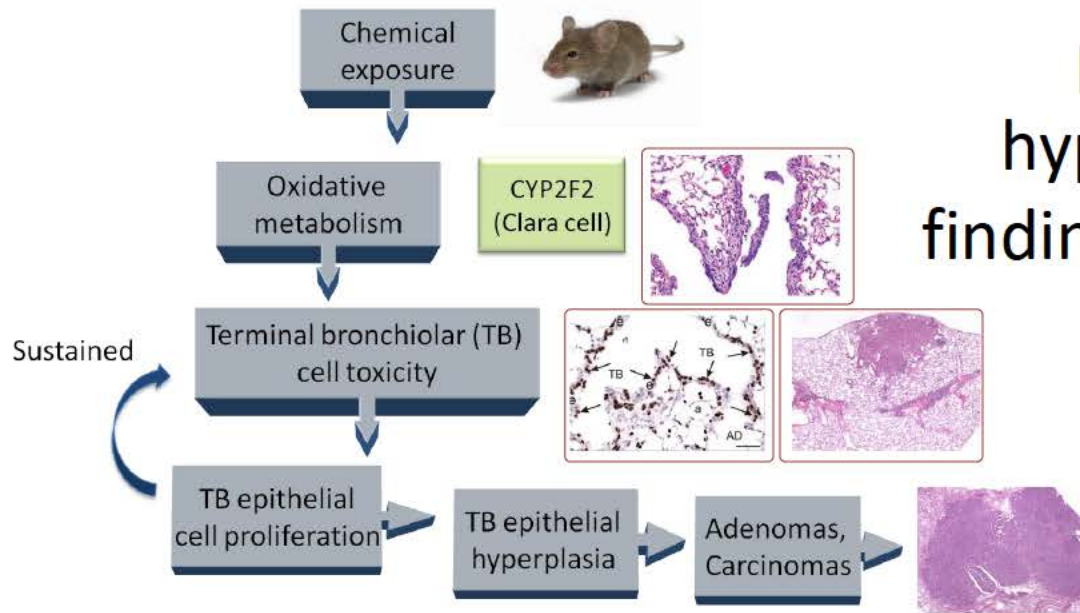 Chemical
exposure
Oxidative
metabolism
CYP2F2
(Clara cell)
Terminal bronchiolar (TB)
cell toxicity
Sustained
TB epithelial
cell proliferation
TB epithelial
hyperplasia
Adenomas,
Carcinomas
TB
TB
a
AD
e
e
hyp
findin